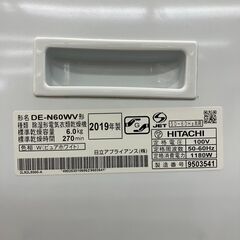 形名 DE-N60WV形
種類 除湿形電気衣類乾燥機
標準乾燥容量 6.0kg
標準乾燥時間 270min
色柄 W(ピュアホワイト)
2019年製
日立アプライアンス(株)
JET
HITACHI
定格電圧 100V
定格周波数 50-60Hz
定格消費電力 1180W
製造番号 9503541